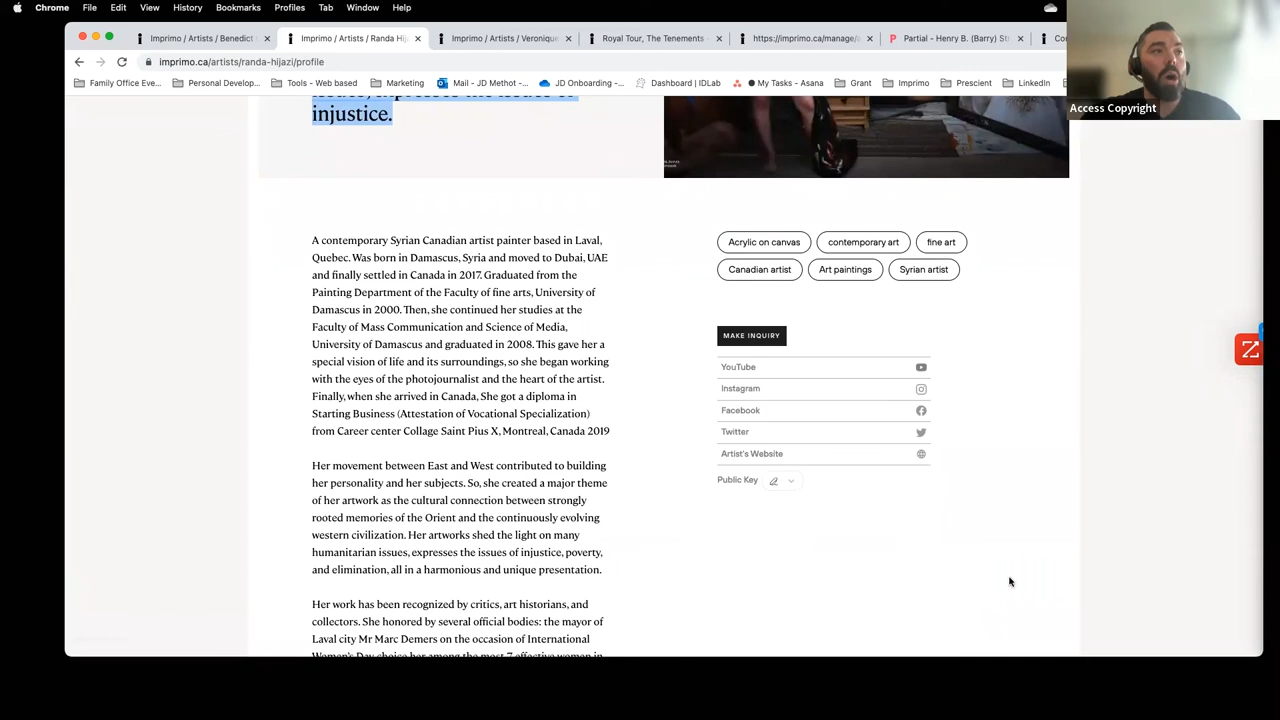 Chrome File Edit View History Bookmarks Profiles Tab Window Help
Imprimo / Artists / Benedict Imprimo / Artists / Randa Hija Imprimo / Artists / Veronique Royal Tour, The Tenements - https://imprimo.ca/manage/a Partial - Henry B. (Barry) St
imprimo.ca/artists/randa-hijazi/profile
Family Office Eve... Personal Develop... Tools - Web based Marketing Mail - JD Methot -... JD Onboarding -... Dashboard | IDLab My Tasks - Asana Grant Imprimo Prescient LinkedIn
Access Copyright
injustice.
A contemporary Syrian Canadian artist painter based in Laval,
Quebec. Was born in Damascus, Syria and moved to Dubai, UAE
and finally settled in Canada in 2017. Graduated from the
Painting Department of the Faculty of fine arts, University of
Damascus in 2000. Then, she continued her studies at the
Faculty of Mass Communication and Science of Media,
University of Damascus and graduated in 2008. This gave her a
special vision of life and its surroundings, so she began working
with the eyes of the photojournalist and the heart of the artist.
Finally, when she arrived in Canada, She got a diploma in
Starting Business (Attestation of Vocational Specialization)
from Career center Collage Saint Pius X, Montreal, Canada 2019
Her movement between East and West contributed to building
her personality and her subjects. So, she created a major theme
of her artwork as the cultural connection between strongly
rooted memories of the Orient and the continuously evolving
western civilization. Her artworks shed the light on many
humanitarian issues, expresses the issues of injustice, poverty,
and elimination, all in a harmonious and unique presentation.
Her work has been recognized by critics, art historians, and
collectors. She honored by several official bodies: the mayor of
Laval city Mr Marc Demers on the occasion of International
Women's Day choice her among the most 7 effective women in
Acrylic on canvas contemporary art fine art
Canadian artist Art paintings Syrian artist
MAKE INQUIRY
YouTube
Instagram
Facebook
Twitter
Artist's Website
Public Key